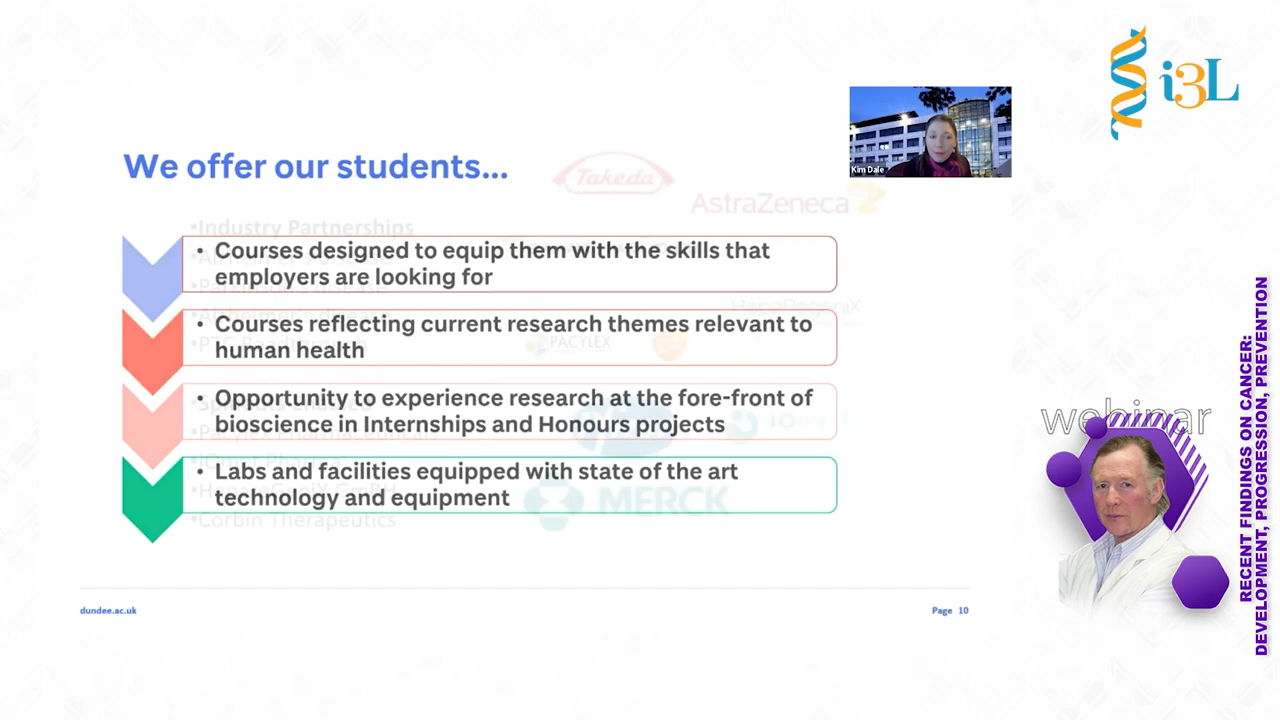 i3L
Kim Dale
We offer our students...
Takeda
AstraZeneca
•Industry Partnerships
• Courses designed to equip them with the skills that
employers are looking for
• Courses reflecting current research themes relevant to
human health
PACYLEX
• Opportunity to experience research at the fore-front of
bioscience in Internships and Honours projects
• Labs and facilities equipped with state of the art
technology and equipment
MERCK
•Corbin Therapeutics
dundee.ac.uk
Page 10
webinar
RECENT FINDINGS ON CANCER:
DEVELOPMENT, PROGRESSION, PREVENTION